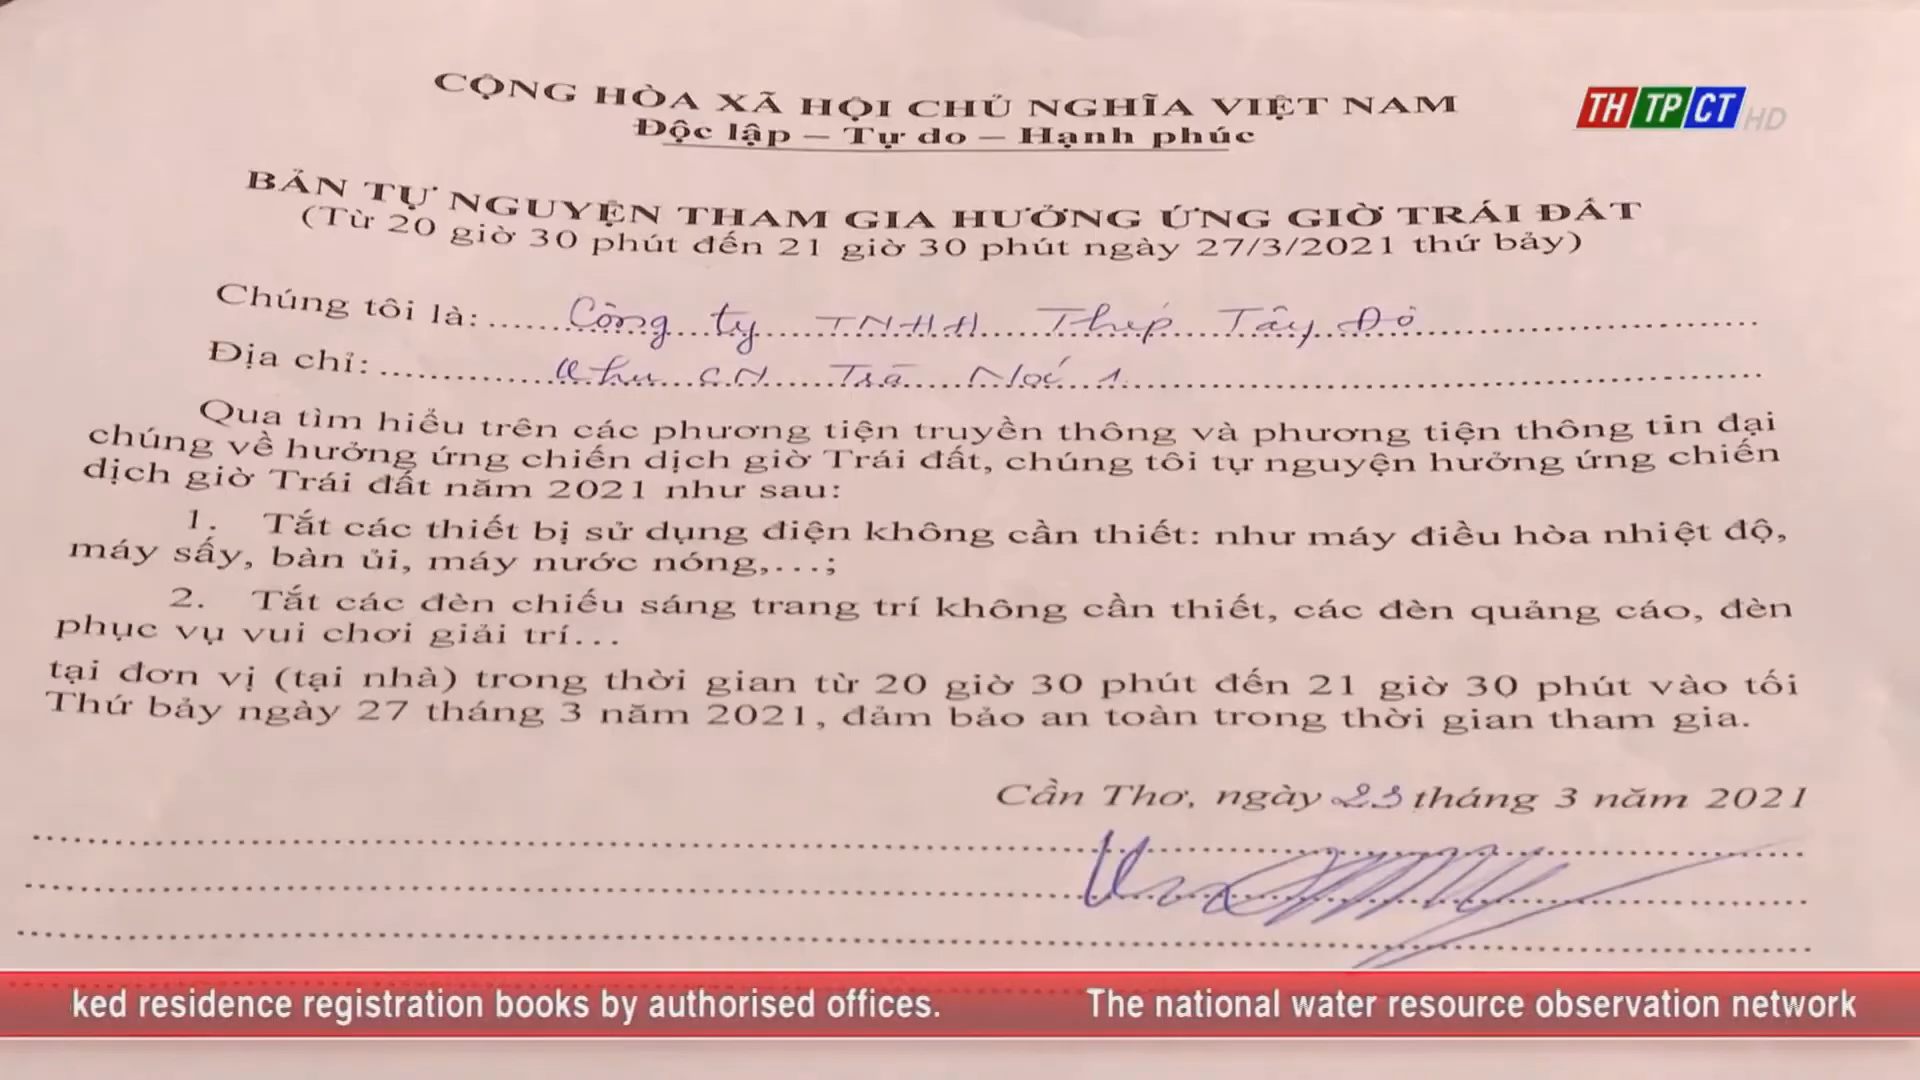 CỘNG HÒA XÃ HỘI CHỦ NGHĨA VIỆT NAM
THTPCT HD
Độc lập – Tự do – Hạnh phúc
BẢN TỰ NGUYỆN THAM GIA HƯỞNG ỨNG GIỜ TRÁI ĐẤT
(Từ 20 giờ 30 phút đến 21 giờ 30 phút ngày 27/3/2021 thứ bảy)
Chúng tôi là: Công ty TNHH Thép Tây Đô
Địa chỉ: Khu CN Trà Nóc 1
Qua tìm hiểu trên các phương tiện truyền thông và phương tiện thông tin đại
chúng về hưởng ứng chiến dịch giờ Trái đất, chúng tôi tự nguyện hưởng ứng chiến
dịch giờ Trái đất năm 2021 như sau:
1. Tắt các thiết bị sử dụng điện không cần thiết: như máy điều hòa nhiệt độ,
máy sấy, bàn ủi, máy nước nóng,...;
2. Tắt các đèn chiếu sáng trang trí không cần thiết, các đèn quảng cáo, đèn
phục vụ vui chơi giải trí...
tại đơn vị (tại nhà) trong thời gian từ 20 giờ 30 phút đến 21 giờ 30 phút vào tối
Thứ bảy ngày 27 tháng 3 năm 2021, đảm bảo an toàn trong thời gian tham gia.
Cần Thơ, ngày 23 tháng 3 năm 2021
ked residence registration books by authorised offices. The national water resource observation network